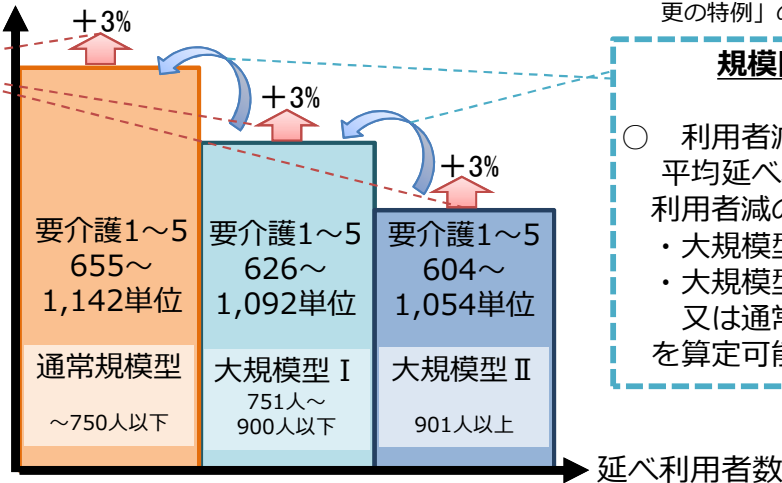 +3%
+3%
+3%
要介護1～5
655～
1,142単位
通常規模型
～750人以下
要介護1～5
626～
1,092単位
大規模型Ⅰ
751人～
900人以下
要介護1～5
604～
1,054単位
大規模型Ⅱ
901人以上
延べ利用者数
更の特例」の
規模
○ 利用者減
平均延べ
利用者減の
・大規模型
・大規模型
又は通常
を算定可能